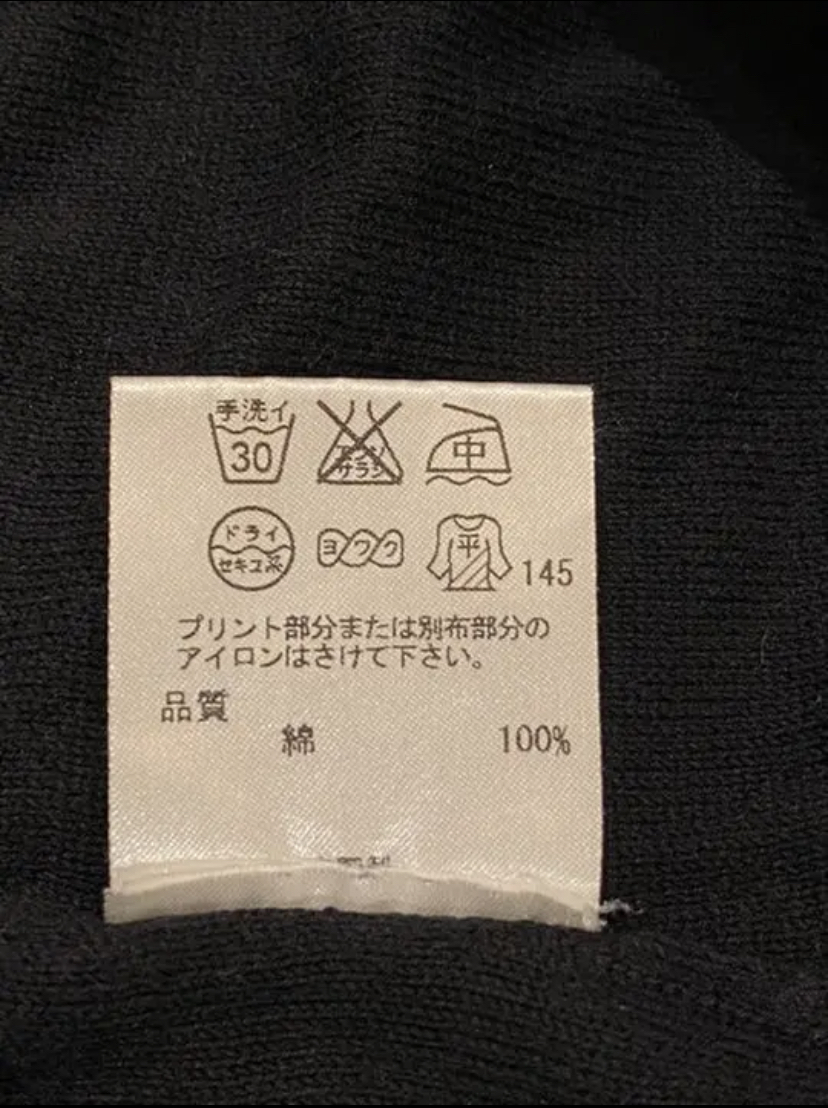 手洗イ
30
エンソ
サラシ
中
ドライ
セキユ系
ヨワク
平
145
プリント部分または別布部分の
アイロンはさけて下さい。
品質
綿 100%